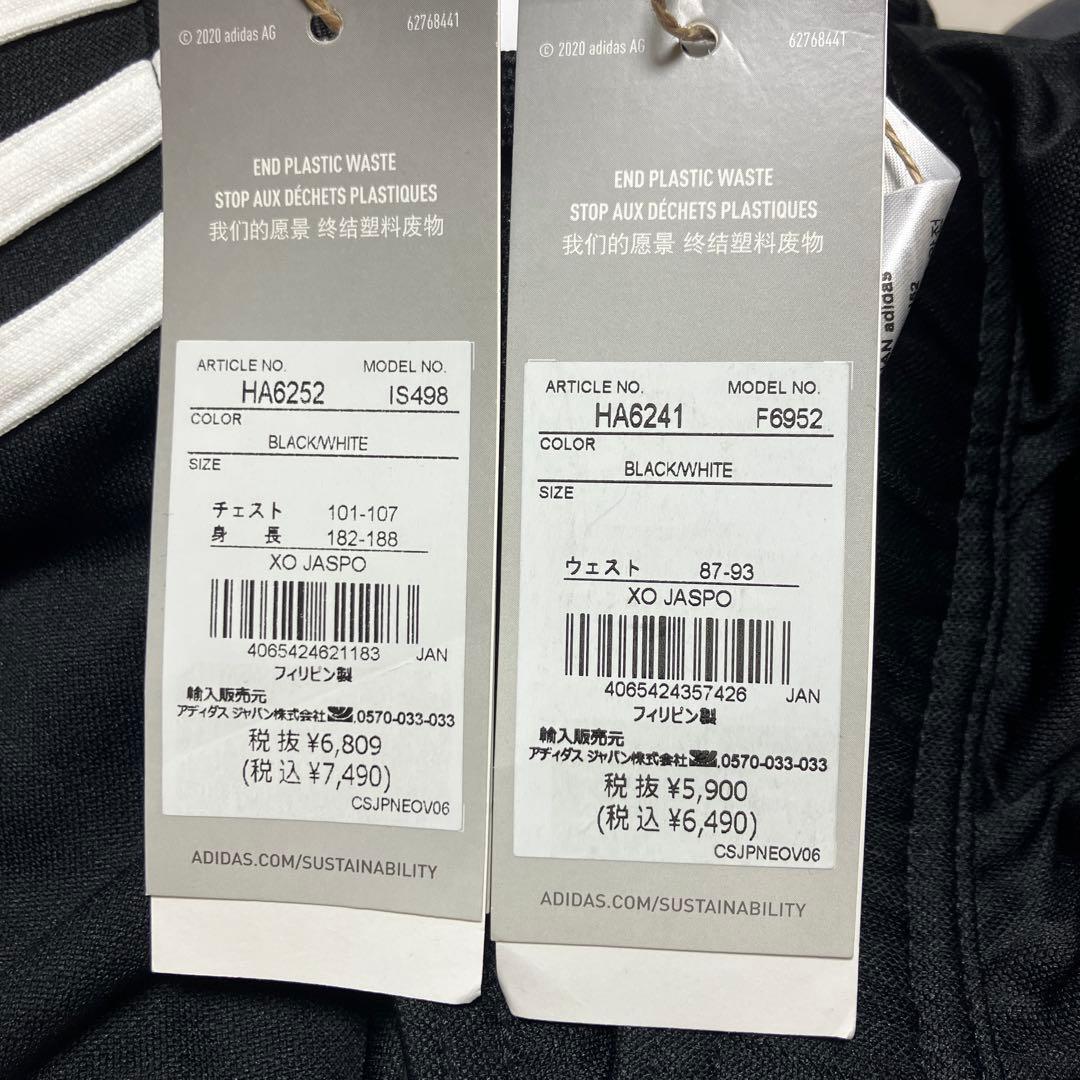 © 2020 adidas AG
62768441
END PLASTIC WASTE
STOP AUX DÉCHETS PLASTIQUES
我们的愿景 终结塑料废物
ARTICLE NO.
MODEL NO.
HA6252
IS498
COLOR
BLACK/WHITE
SIZE
チェスト 101-107
身 長 182-188
XO JASPO
4065424621183 JAN
フィリピン製
輸入販売元
アディダス ジャパン株式会社 0570-033-033
税 抜 ¥6,809
(税 込 ¥7,490)
CSJPNEOV06
ADIDAS.COM/SUSTAINABILITY
© 2020 adidas AG
62768441
END PLASTIC WASTE
STOP AUX DÉCHETS PLASTIQUES
我们的愿景 终结塑料废物
ARTICLE NO.
MODEL NO.
HA6241
F6952
COLOR
BLACK/WHITE
SIZE
ウェスト 87-93
XO JASPO
4065424357426 JAN
フィリピン製
輸入販売元
アディダス ジャパン株式会社 0570-033-033
税 抜 ¥5,900
(税 込 ¥6,490)
CSJPNEOV06
ADIDAS.COM/SUSTAINABILITY
adidas